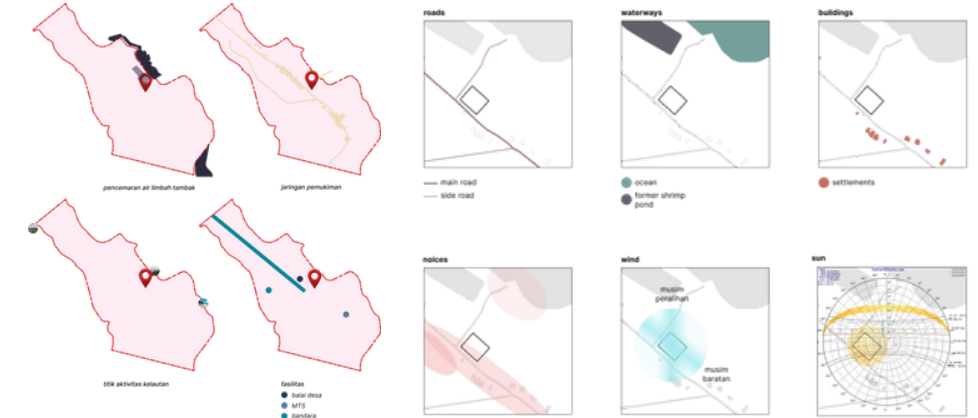 roads
waterways
buildings
pencemaran air limbah tambak
jaringan pemukiman
main road
side road
ocean
former shrimp
pond
settlements
noices
wind
sun
musim
peralihan
musim
baratan
titik aktivitas kelautan
fasilitas
balai desa
MTS
bandara